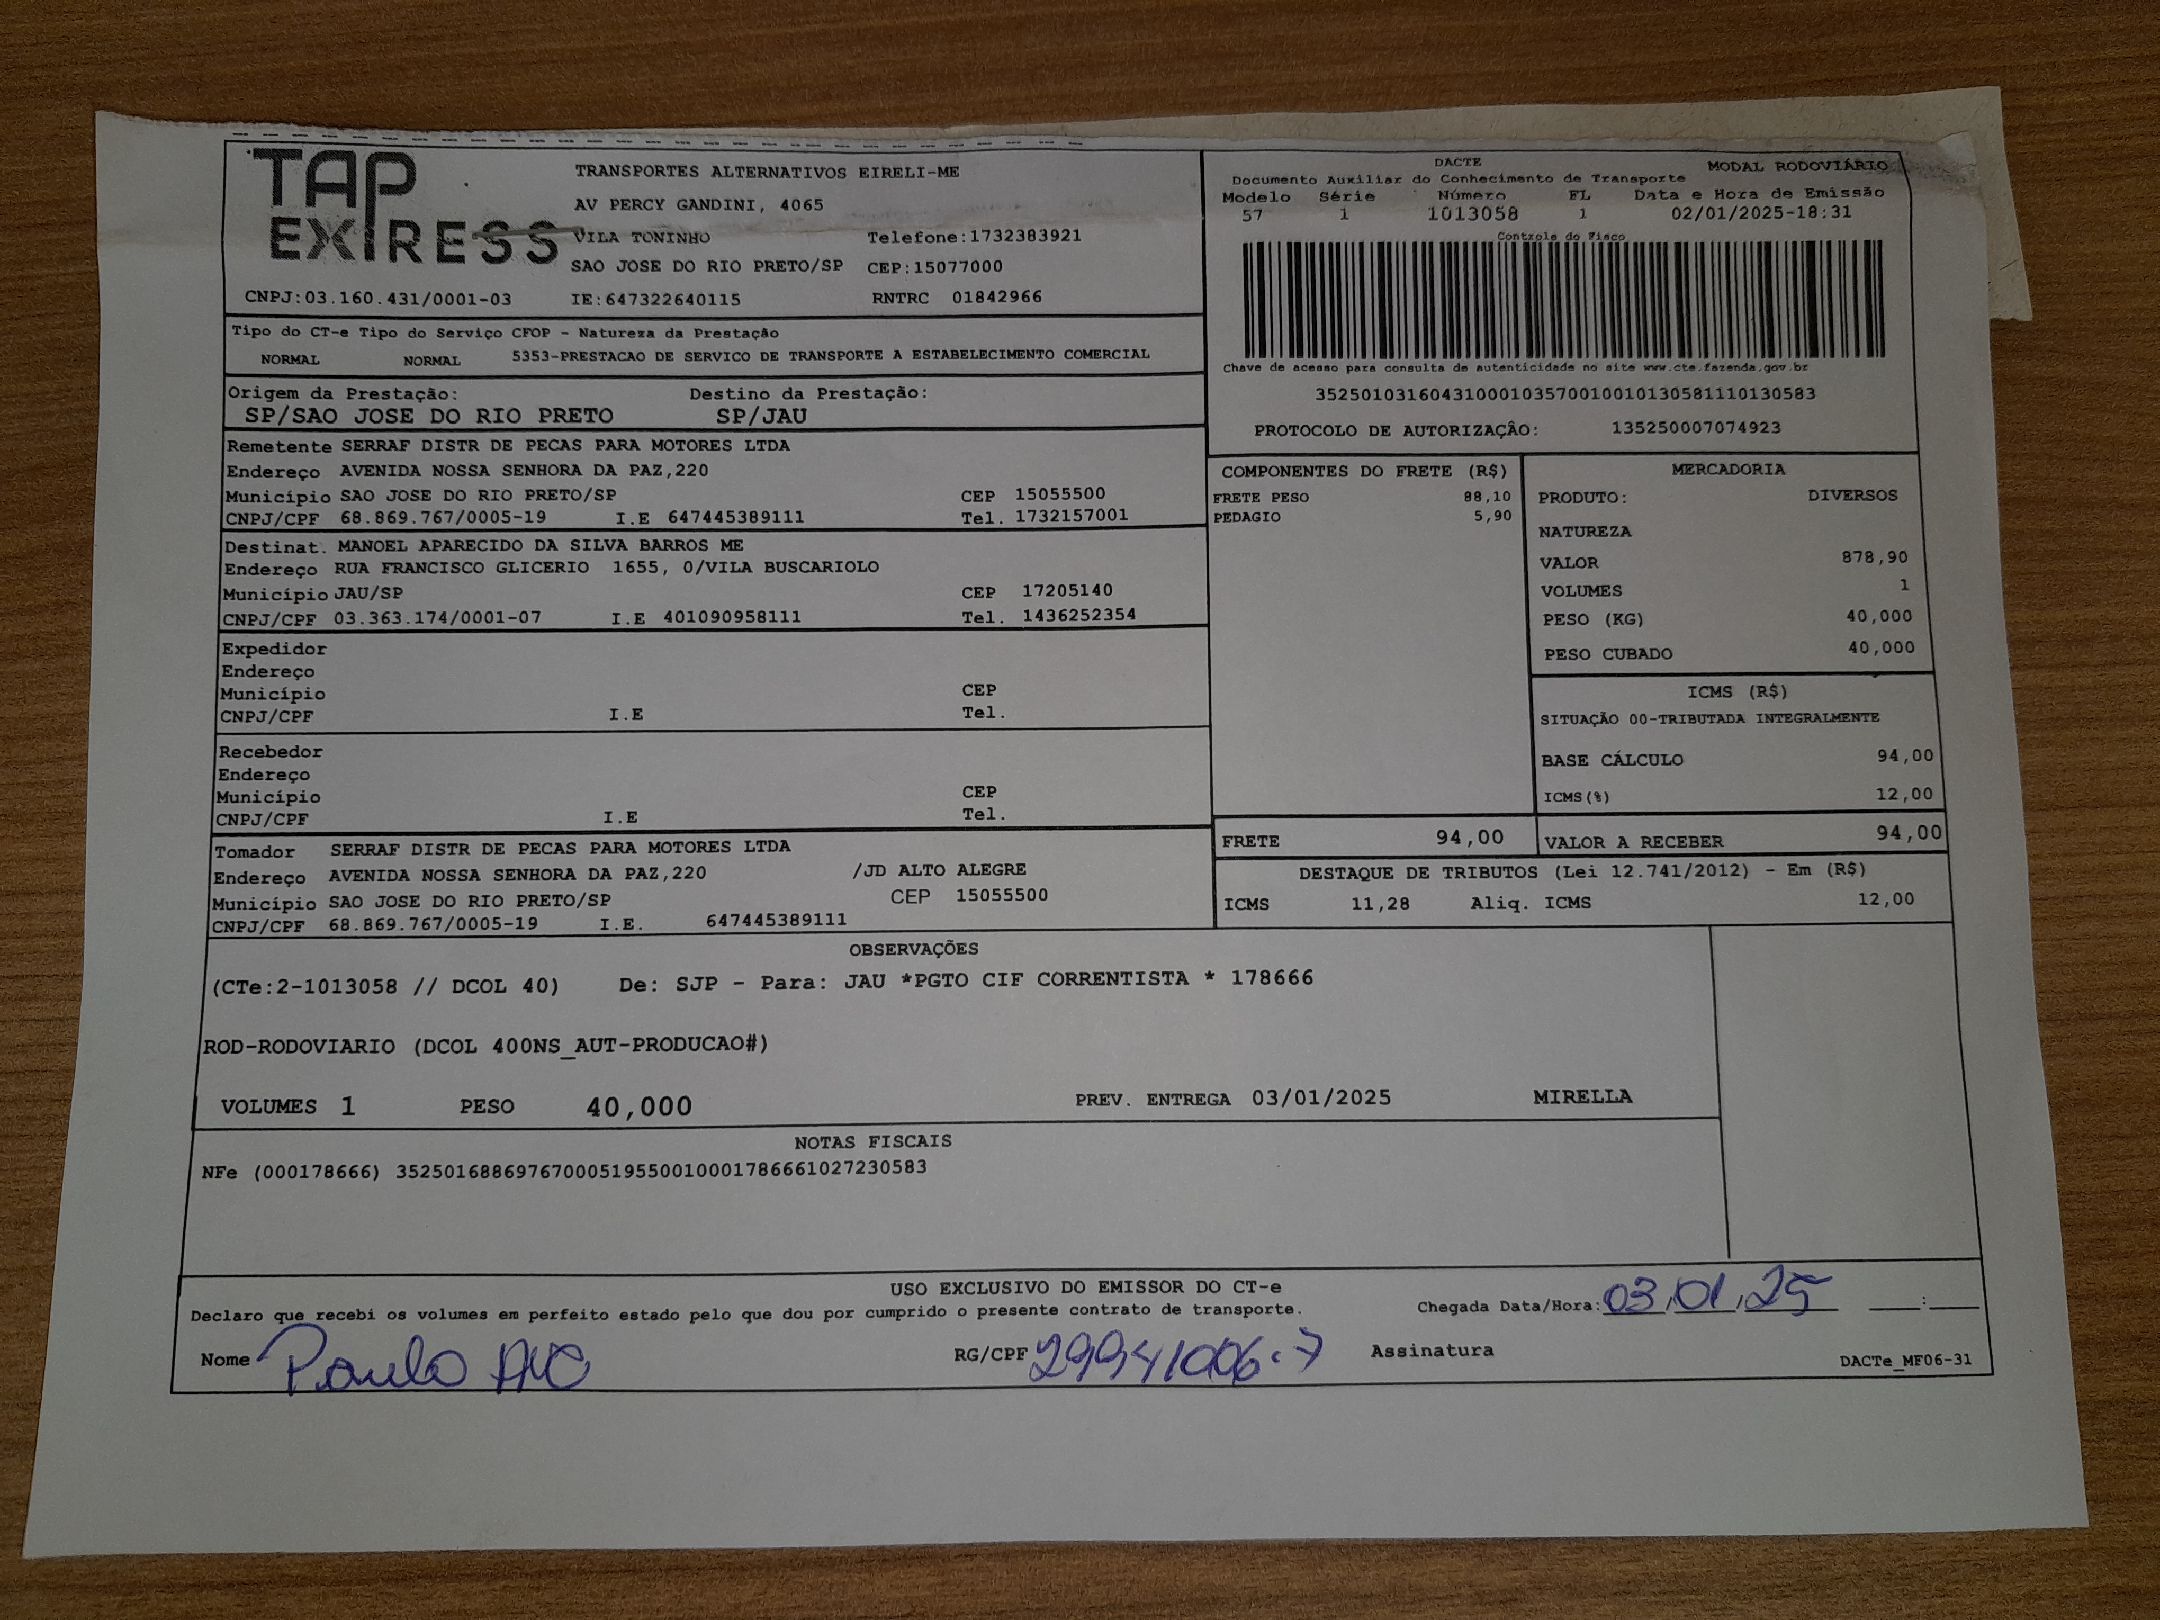 TAP
EXPRESS
TRANSPORTES ALTERNATIVOS EIRELI-ME
AV PERCY GANDINI, 4065
VILA TONINHO Telefone:1732383921
SAO JOSE DO RIO PRETO/SP CEP:15077000
CNPJ:03.160.431/0001-03 IE:647322640115 RNTRC 01842966
DACTE MODAL RODOVIÁRIO
Documento Auxiliar do Conhecimento de Transporte
Modelo Série Número FL Data e Hora de Emissão
57 1 1013058 1 02/01/2025-18:31
Controle do Fisco
Chave de acesso para consulta de autenticidade no site www.cte.fazenda.gov.br
35250103160431000103570010010130581110130583
PROTOCOLO DE AUTORIZAÇÂO: 135250007074923
Tipo do CT-e Tipo do Serviço CFOP - Natureza da Prestação
NORMAL NORMAL 5353-PRESTACAO DE SERVICO DE TRANSPORTE A ESTABELECIMENTO COMERCIAL
Origem da Prestação: Destino da Prestação:
SP/SAO JOSE DO RIO PRETO SP/JAU
Remetente SERRAF DISTR DE PECAS PARA MOTORES LTDA
Endereço AVENIDA NOSSA SENHORA DA PAZ,220
Município SAO JOSE DO RIO PRETO/SP CEP 15055500
CNPJ/CPF 68.869.767/0005-19 I.E 647445389111 Tel. 1732157001
Destinat. MANOEL APARECIDO DA SILVA BARROS ME
Endereço RUA FRANCISCO GLICERIO 1655, 0/VILA BUSCARIOLO
Município JAU/SP CEP 17205140
CNPJ/CPF 03.363.174/0001-07 I.E 401090958111 Tel. 1436252354
Expedidor
Endereço
Município CEP
CNPJ/CPF I.E Tel.
Recebedor
Endereço
Município CEP
CNPJ/CPF I.E Tel.
Tomador SERRAF DISTR DE PECAS PARA MOTORES LTDA
Endereço AVENIDA NOSSA SENHORA DA PAZ,220 /JD ALTO ALEGRE
Município SAO JOSE DO RIO PRETO/SP CEP 15055500
CNPJ/CPF 68.869.767/0005-19 I.E. 647445389111
COMPONENTES DO FRETE (R$)
FRETE PESO 88,10
PEDAGIO 5,90
MERCADORIA
PRODUTO: DIVERSOS
NATUREZA
VALOR 878,90
VOLUMES 1
PESO (KG) 40,000
PESO CUBADO 40,000
ICMS (R$)
SITUAÇÃO 00-TRIBUTADA INTEGRALMENTE
BASE CÁLCULO 94,00
ICMS(%) 12,00
FRETE 94,00 VALOR A RECEBER 94,00
DESTAQUE DE TRIBUTOS (Lei 12.741/2012) - Em (R$)
ICMS 11,28 Aliq. ICMS 12,00
OBSERVAÇÕES
(CTe:2-1013058 // DCOL 40) De: SJP - Para: JAU *PGTO CIF CORRENTISTA * 178666
ROD-RODOVIARIO (DCOL 400NS_AUT-PRODUCAO#)
VOLUMES 1 PESO 40,000 PREV. ENTREGA 03/01/2025 MIRELLA
NOTAS FISCAIS
NFe (000178666) 35250168869767000519550010001786661027230583
USO EXCLUSIVO DO EMISSOR DO CT-e
Declaro que recebi os volumes em perfeito estado pelo que dou por cumprido o presente contrato de transporte. Chegada Data/Hora: 03/01/25 :
Nome Paulo RG/CPF 29941006-7 Assinatura
DACTe_MF06-31